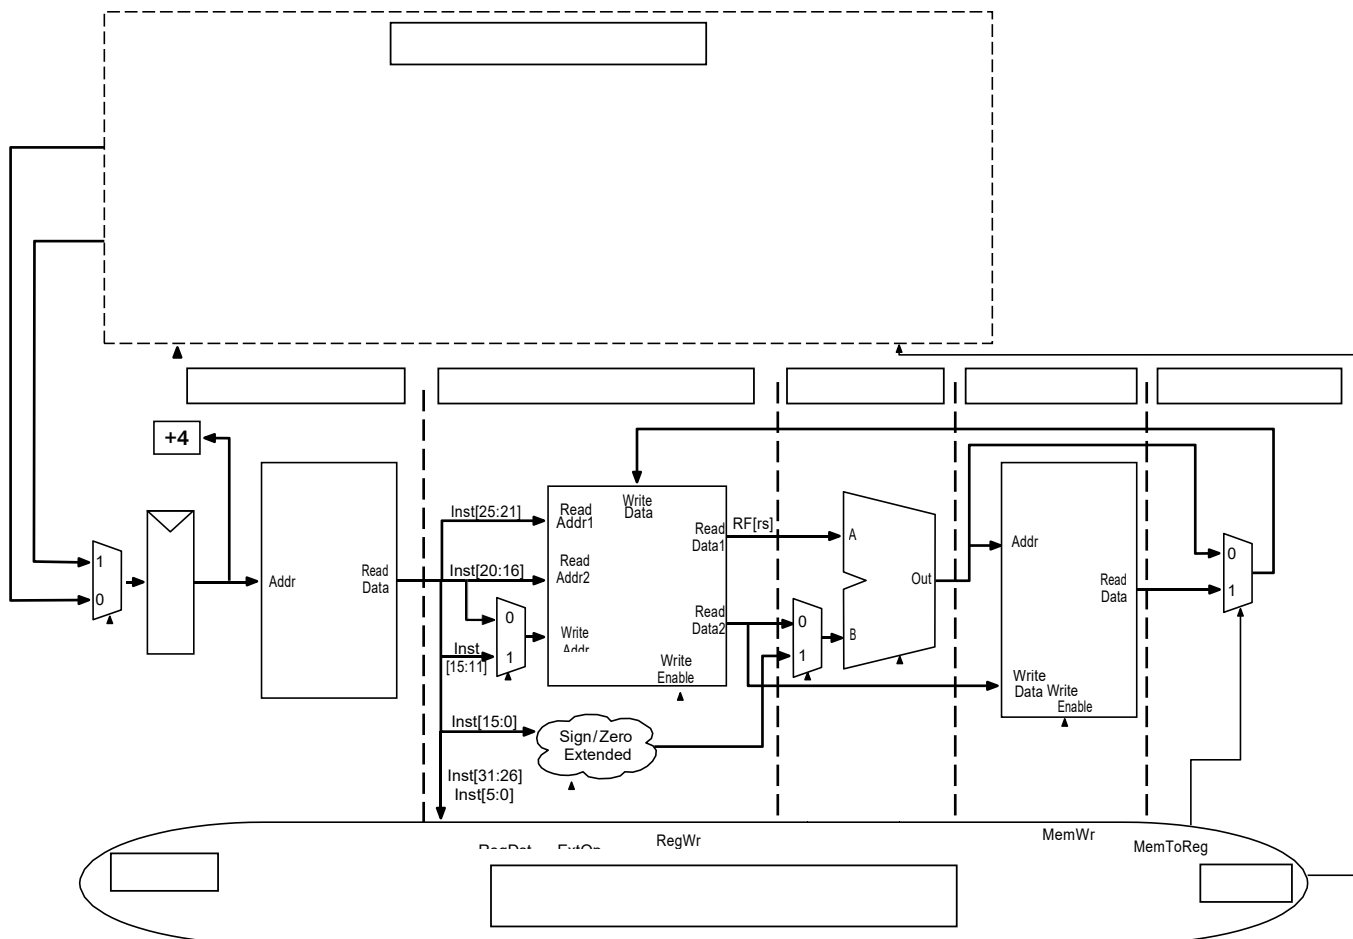 +4
1
0
Addr
Read
Data
Inst[25:21]
Inst[20:16]
Inst
[15:11]
Inst[15:0]
Inst[31:26]
Inst[5:0]
0
1
Write
Data
Read
Addr1
Read
Addr2
Write
Addr
Read
Data1
Read
Data2
Write
Enable
Sign/Zero
Extended
RF[rs]
0
1
A
B
Out
Addr
Read
Data
Write
Data Write
Enable
0
1
RegDst ExtOp
RegWr
MemWr
MemToReg